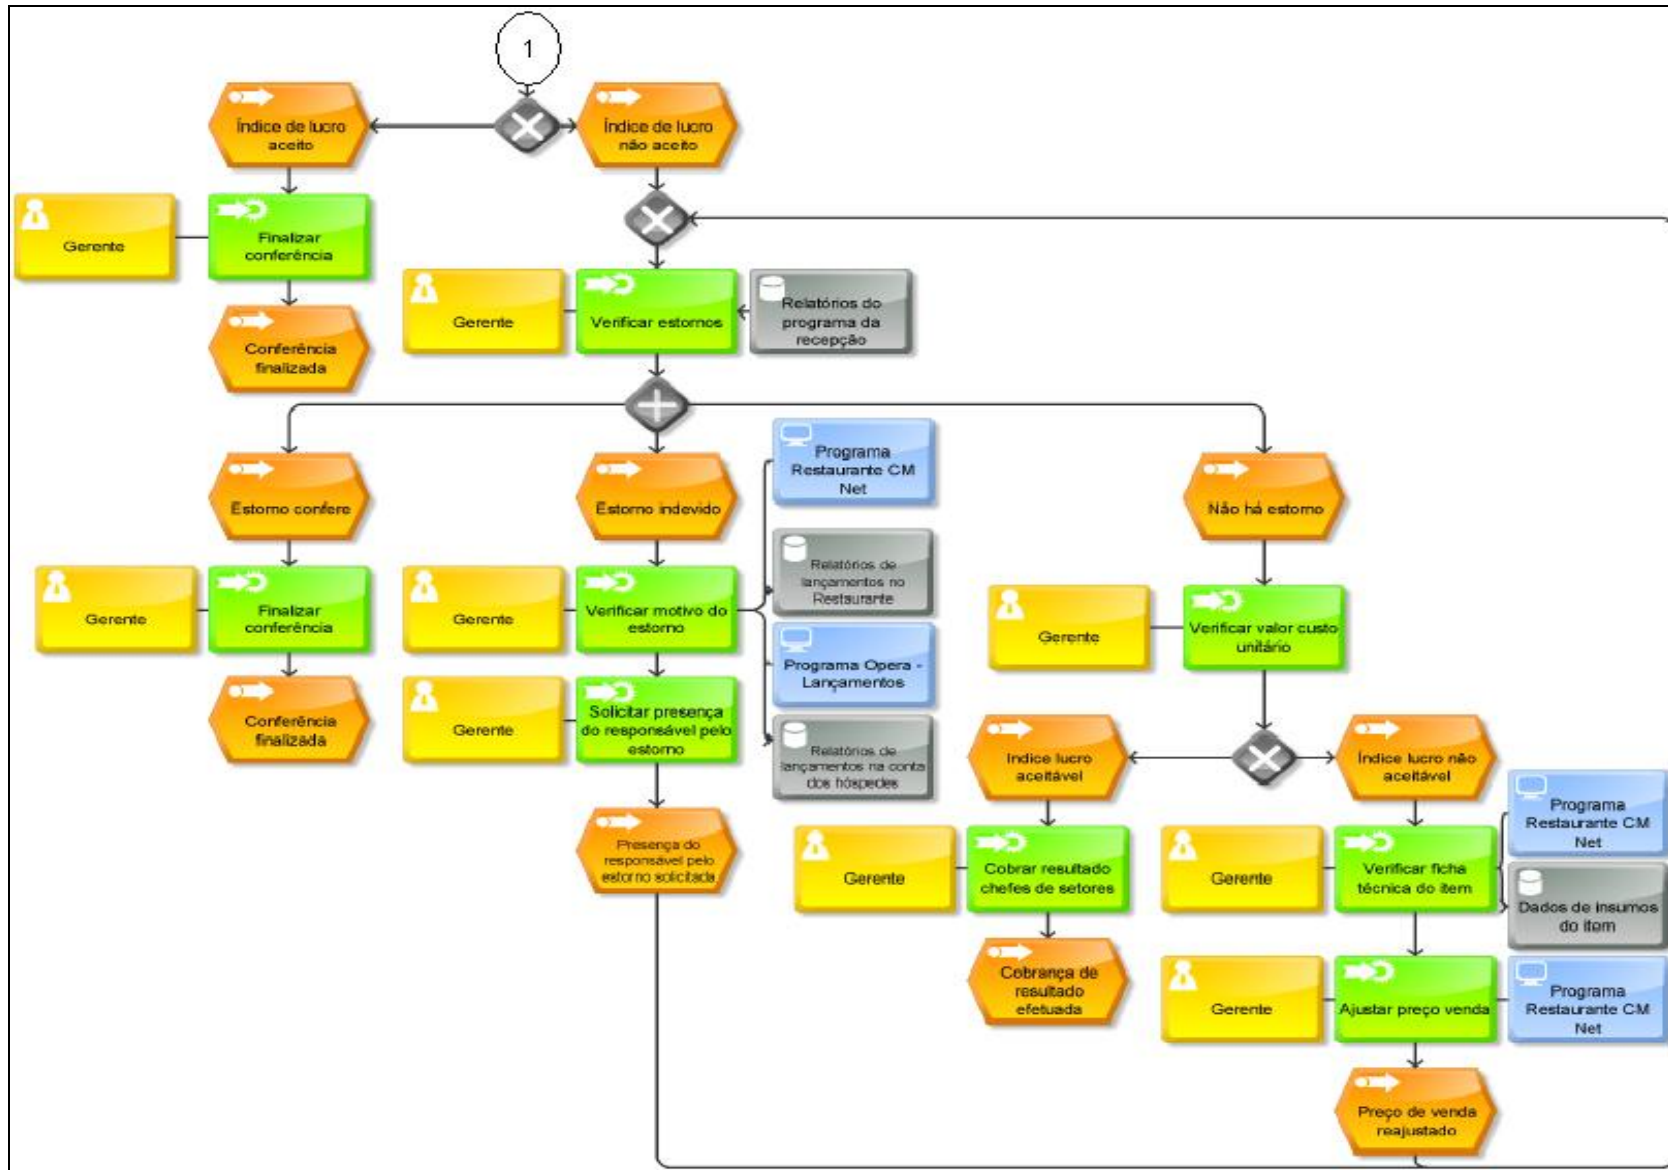 1
Índice de lucro
aceito
Índice de lucro
não aceito
Gerente
Finalizar
conferência
Gerente
Verificar estornos
Relatórios do
programa da
recepção
Conferência
finalizada
Estorno confere
Estorno indevido
Programa
Restaurante CM
Net
Não há estorno
Gerente
Finalizar
conferência
Gerente
Verificar motivo do
estorno
Relatórios de
lançamentos no
Restaurante
Gerente
Verificar valor custo
unitário
Programa Opera -
Lançamentos
Conferência
finalizada
Gerente
Solicitar presença
do responsável pelo
estorno
Relatórios de
lançamentos na conta
dos hóspedes
Indice lucro
aceitável
Índice lucro não
aceitável
Presença do
responsável pelo
estorno solicitada
Gerente
Cobrar resultado
chefes de setores
Gerente
Verificar ficha
técnica do item
Programa
Restaurante CM
Net
Dados de insumos
do item
Cobrança de
resultado
efetuada
Gerente
Ajustar preço venda
Programa
Restaurante CM
Net
Preço de venda
reajustado